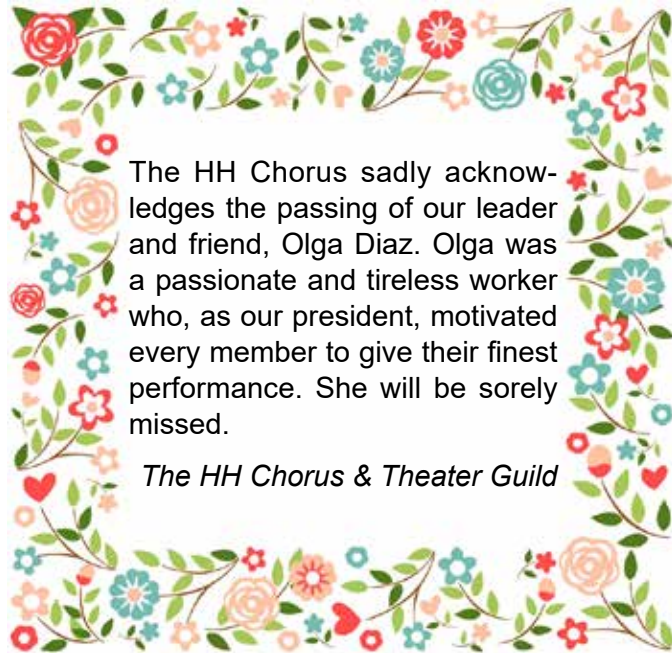 The HH Chorus sadly acknow-
ledges the passing of our leader
and friend, Olga Diaz. Olga was
a passionate and tireless worker
who, as our president, motivated
every member to give their finest
performance. She will be sorely
missed.
The HH Chorus & Theater Guild